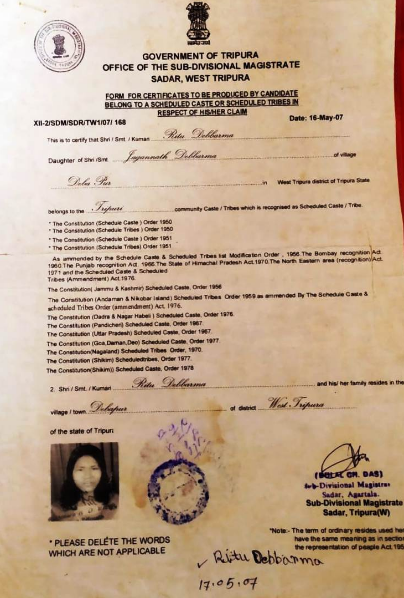 GOVERNMENT OF TRIPURA
OFFICE OF THE SUB-DIVISIONAL MAGISTRATE
SADAR, WEST TRIPURA
FORM FOR CERTIFICATES TO BE PRODUCED BY CANDIDATE
BELONG TO A SCHEDULED CASTE OR SCHEDULED TRIBES IN
RESPECT OF HIS/HER CLAIM
XII-2/SDM/SDR/TW1/07/ 168 Date: 16-May-07
This is to certify that Shri / Smt. / Kumari Ritu Debbarma
Daughter of Shri /Smt. Jagannath Debbarma of village
Deba Pur in West Tripura district of Tripura State
belongs to the Tripuri community Caste / Tribes which is recognised as Scheduled Caste / Tribe.
* The Constitution (Schedule Caste ) Order 1950
* The Constitution (Schedule Tribes ) Order 1950
* The Constitution (Schedule Caste ) Order 1951
* The Constitution (Schedule Tribes ) Order 1951
As ammended by the Schedule Caste & Schedule Tribes list Modification Order , 1956.The Bombay recognition Act.
1960.The Punjab recognition Act. 1966.The State of Himachal Pradesh Act.1970,The North Eastern area (recognition)Act.
1971 and the Scheduled Caste & Scheduled
Tribes (Ammendment) Act.1976.
The Constitution( Jammu & Kashmir) Scheduled Caste, Order 1956
The Constitution (Andaman & Nikobar Island) Scheduled Tribes Order 1959 as ammended By The Schedule Caste &
scheduled Tribes Order (ammendment) Act. 1976.
The Constitution (Dadra & Nagar Habeli ) Scheduled Caste, Order 1978.
The Constitution (Pandicheri) Scheduled Caste, Order 1967.
The Constitution (Uttar Pradesh) Scheduled Caste, Order 1967.
The Constitution (Goa,Daman,Deo) Scheduled Caste, Order 1977.
The Constitution(Nagaland) Scheduled Tribes Order, 1970.
The Constitution (Shikim) Scheduledtribes, Order 1977.
The Constitution(Shikim)) Scheduled Caste, Order 1978
2. Shri / Smt. / Kumari Ritu Debbarma and his/ her family resides in the
village / town Debapur of district West Tripura
of the state of Tripuri
(DULAL CH. DAS)
Sub-Divisional Magistrate
Sadar, Agartala.
Sub-Divisional Magistrate
Sadar, Tripura(W)
* PLEASE DELETE THE WORDS
WHICH ARE NOT APPLICABLE
*Note:- The term of ordinary resides used her
have the same meaning as in section
the representation of people Act,
Ritu Debbarma
17.05.07